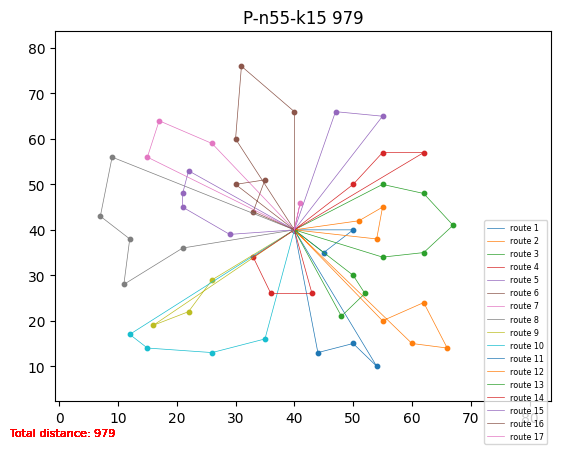 P-n55-k15 979
80
70
60
50
40
30
20
10
0 10 20 30 40 50 60 70 80
route 1
route 2
route 3
route 4
route 5
route 6
route 7
route 8
route 9
route 10
route 11
route 12
route 13
route 14
route 15
route 16
route 17
Total distance: 979